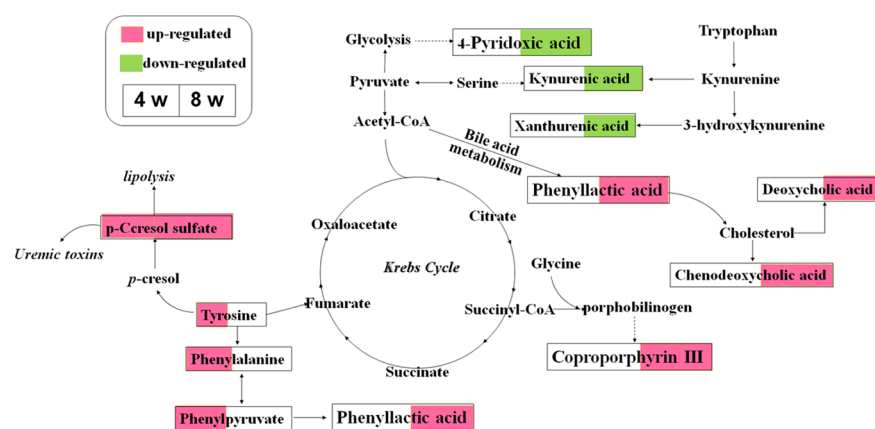 up-regulated
down-regulated
4 w 8 w
Glycolysis
4-Pyridoxic acid
Tryptophan
Pyruvate
Serine
Kynurenic acid
Kynurenine
Acetyl-CoA
Xanthurenic acid
3-hydroxykynurenine
Bile acid
metabolism
lipolysis
Phenyllactic acid
Deoxycholic acid
p-Ccresol sulfate
Oxaloacetate
Citrate
Cholesterol
Uremic toxins
Krebs Cycle
Glycine
Chenodeoxycholic acid
p-cresol
Tyrosine
Fumarate
Succinyl-CoA
porphobilinogen
Phenylalanine
Succinate
Coproporphyrin III
Phenylpyruvate
Phenyllactic acid